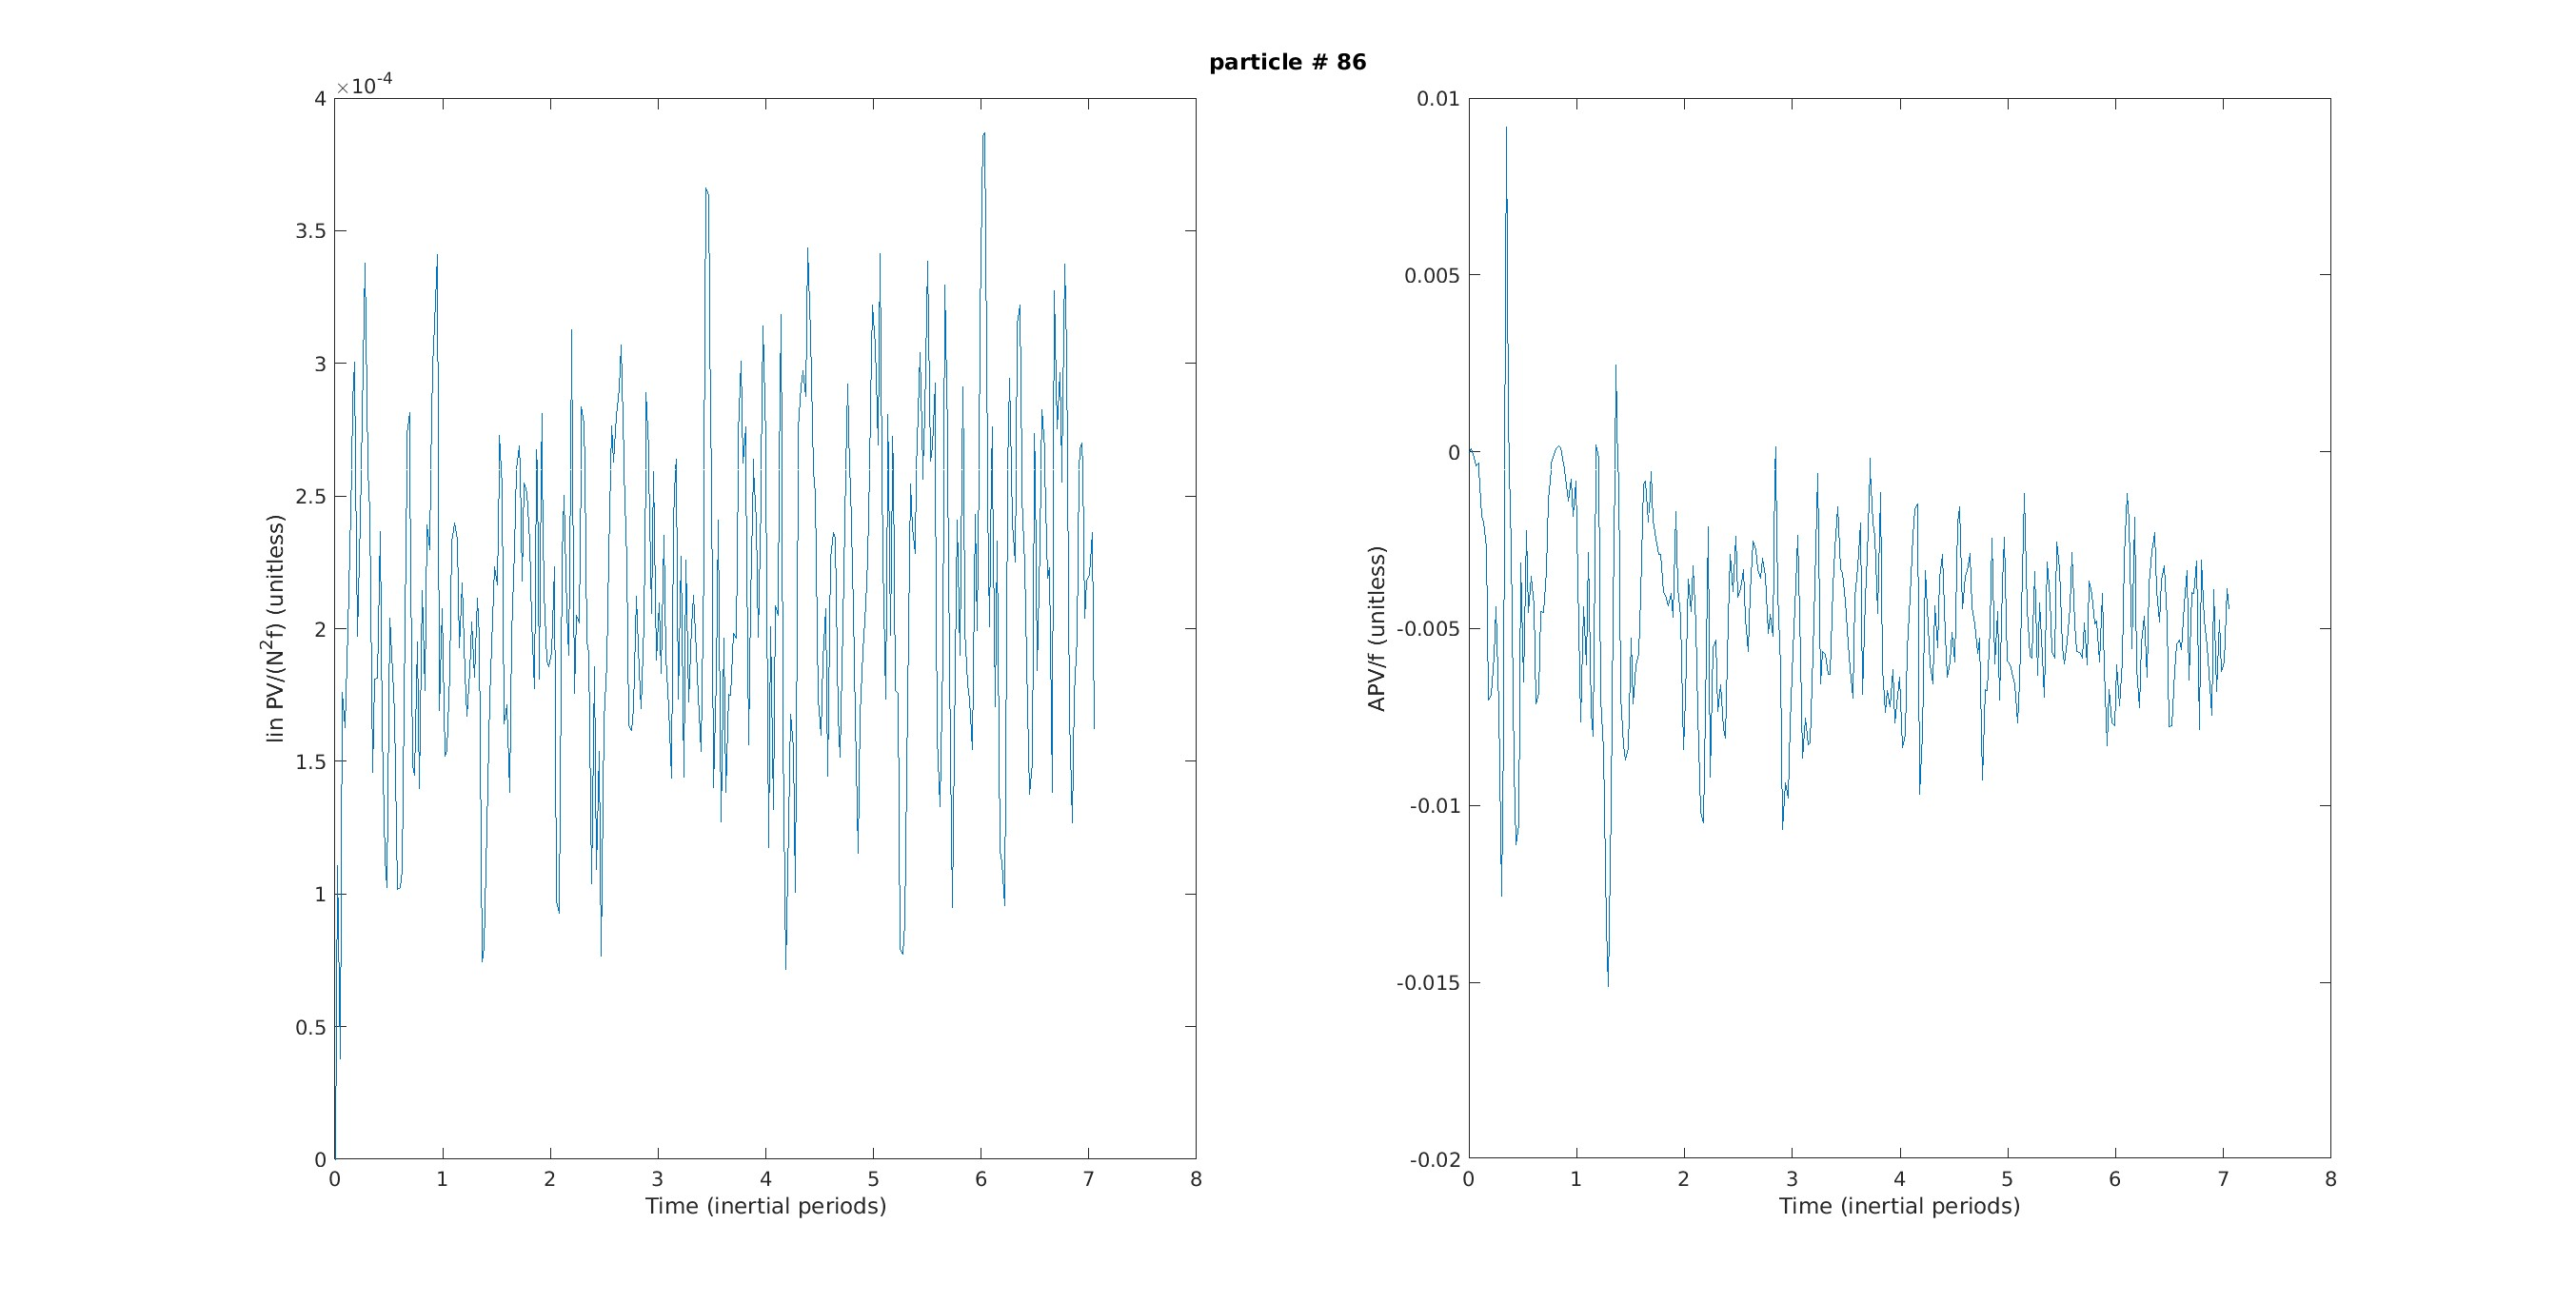 particle # 86
×10-4
4
3.5
3
2.5
2
1.5
1
0.5
0
lin PV/(N2f) (unitless)
0 1 2 3 4 5 6 7 8
Time (inertial periods)
0.01
0.005
0
-0.005
-0.01
-0.015
-0.02
APV/f (unitless)
0 1 2 3 4 5 6 7 8
Time (inertial periods)